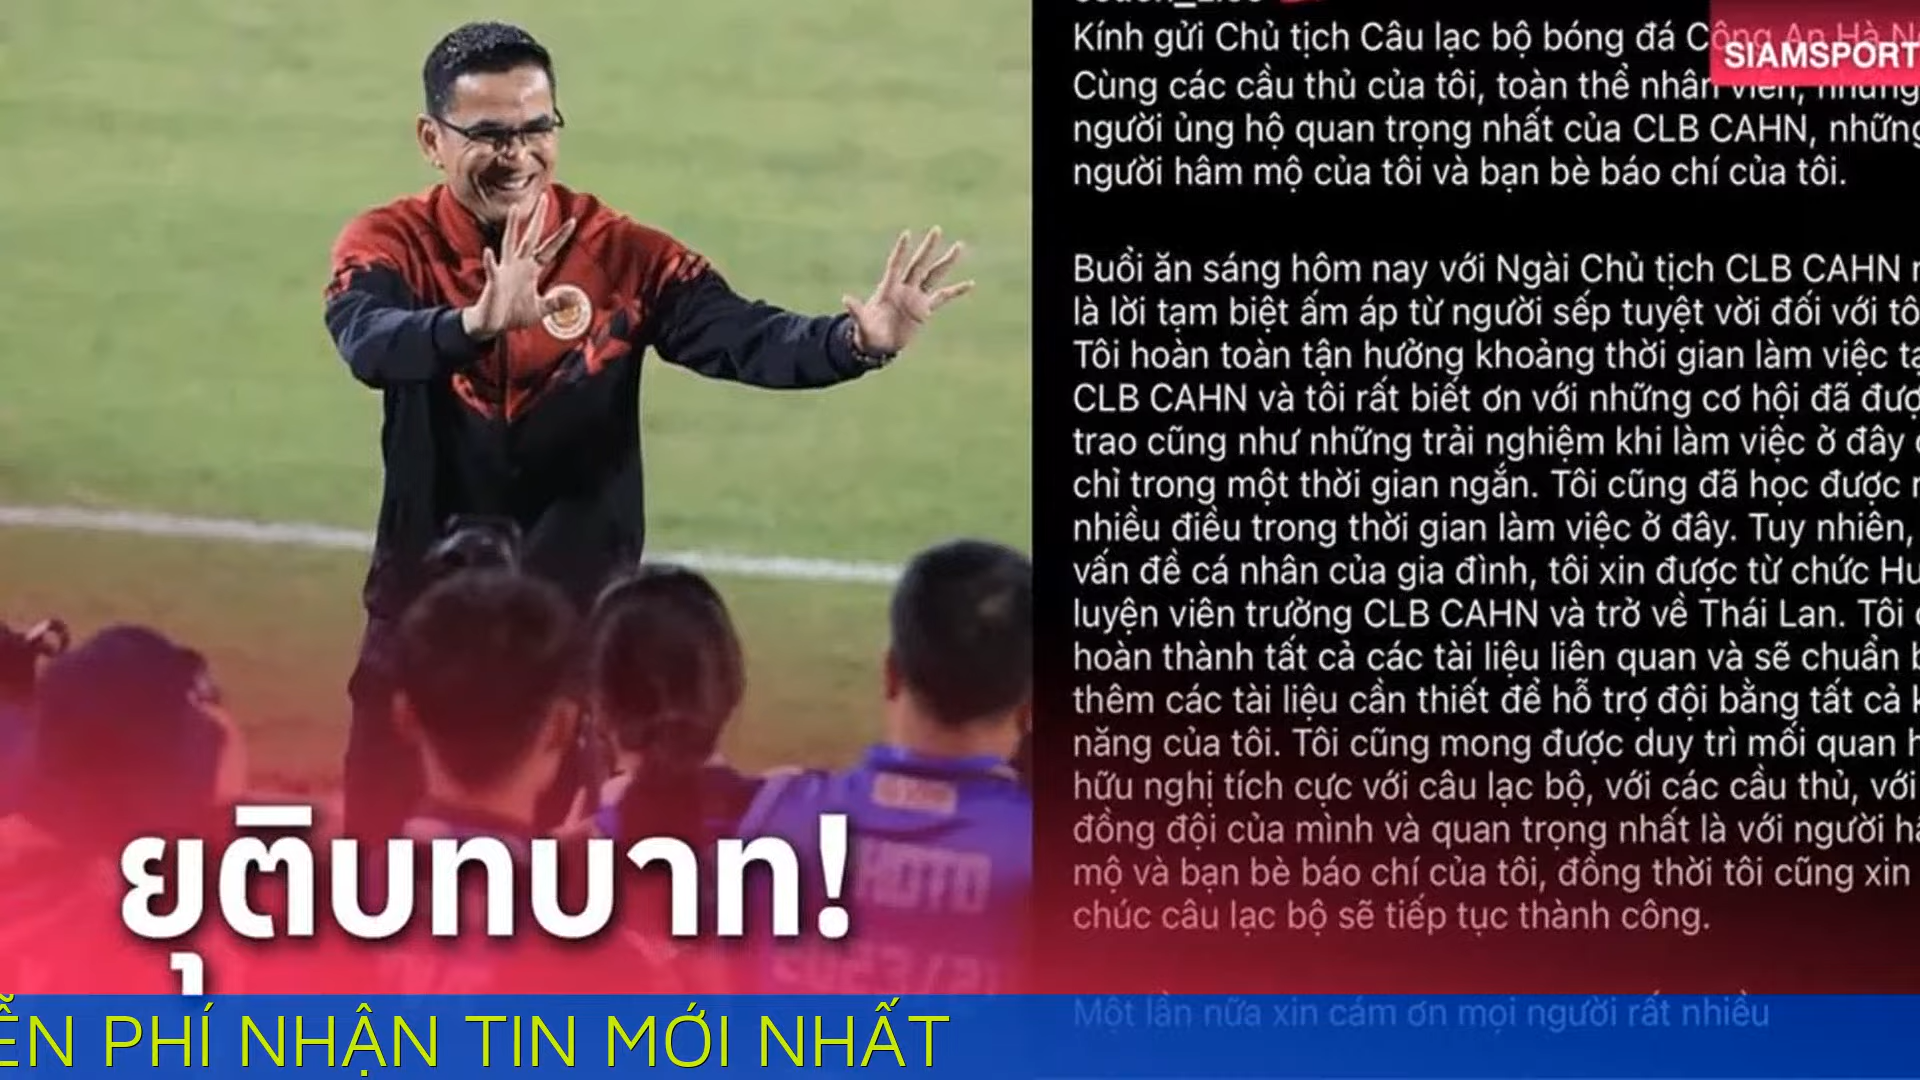 Kính gửi Chủ tịch Câu lạc bộ bóng đá Công An Hà
SIAMSPORT
Cùng các cầu thủ của tôi, toàn thể nhân viên, những
người ủng hộ quan trọng nhất của CLB CAHN, những
người hâm mộ của tôi và bạn bè báo chí của tôi.
Buổi ăn sáng hôm nay với Ngài Chủ tịch CLB CAHN
là lời tạm biệt ấm áp từ người sếp tuyệt vời đối với
Tôi hoàn toàn tận hưởng khoảng thời gian làm việc
CLB CAHN và tôi rất biết ơn với những cơ hội đã
trao cũng như những trải nghiệm khi làm việc ở đây
chỉ trong một thời gian ngắn. Tôi cũng đã học được
nhiều điều trong thời gian làm việc ở đây. Tuy nhiên,
vấn đề cá nhân của gia đình, tôi xin được từ chức
luyện viên trưởng CLB CAHN và trở về Thái Lan. Tôi
hoàn thành tất cả các tài liệu liên quan và sẽ chuẩn
thêm các tài liệu cần thiết để hỗ trợ đội bằng tất cả
năng của tôi. Tôi cũng mong được duy trì mối quan
hữu nghị tích cực với câu lạc bộ, với các cầu thủ, với
đồng đội của mình và quan trọng nhất là với người
mộ và bạn bè báo chí của tôi, đồng thời tôi cũng xin
chúc câu lạc bộ sẽ tiếp tục thành công.
Một lần nữa xin cám ơn mọi người rất nhiều
ยุติบทบาท!
PHÍ NHẬN TIN MỚI NHẤT